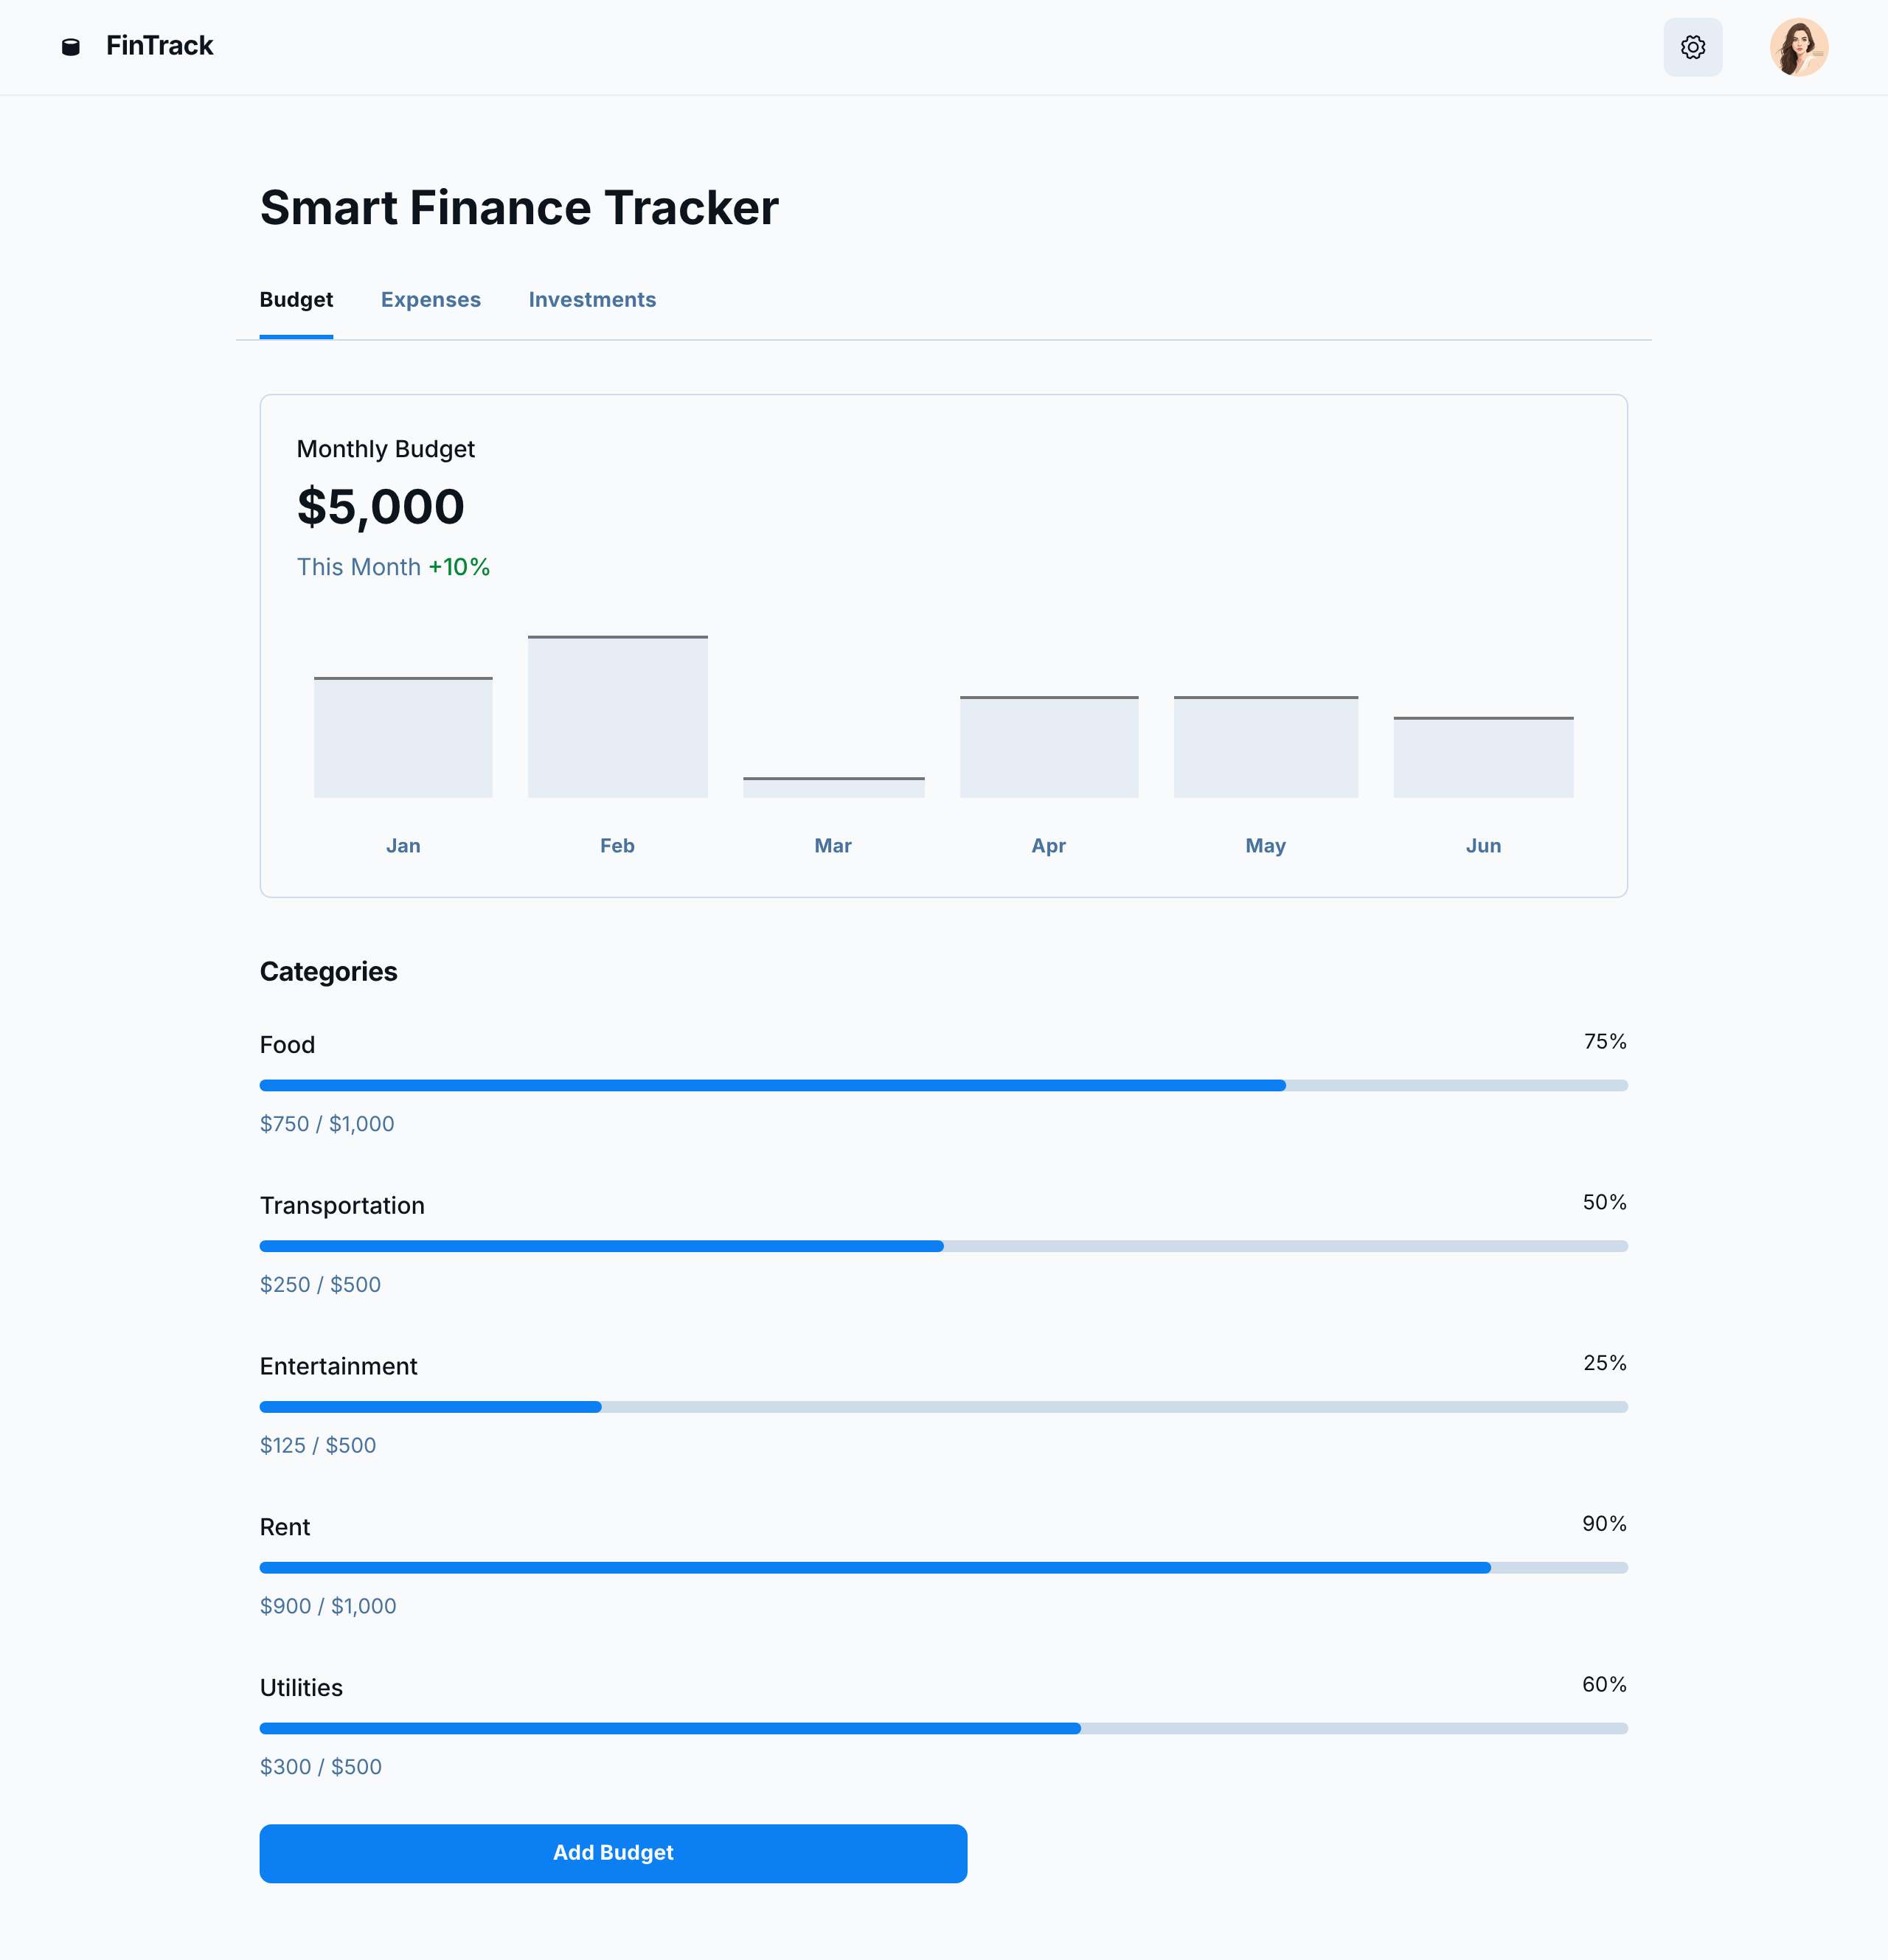 FinTrack
Smart Finance Tracker
Budget Expenses Investments
Monthly Budget
$5,000
This Month +10%
Jan Feb Mar Apr May Jun
Categories
Food 75%
$750 / $1,000
Transportation 50%
$250 / $500
Entertainment 25%
$125 / $500
Rent 90%
$900 / $1,000
Utilities 60%
$300 / $500
Add Budget